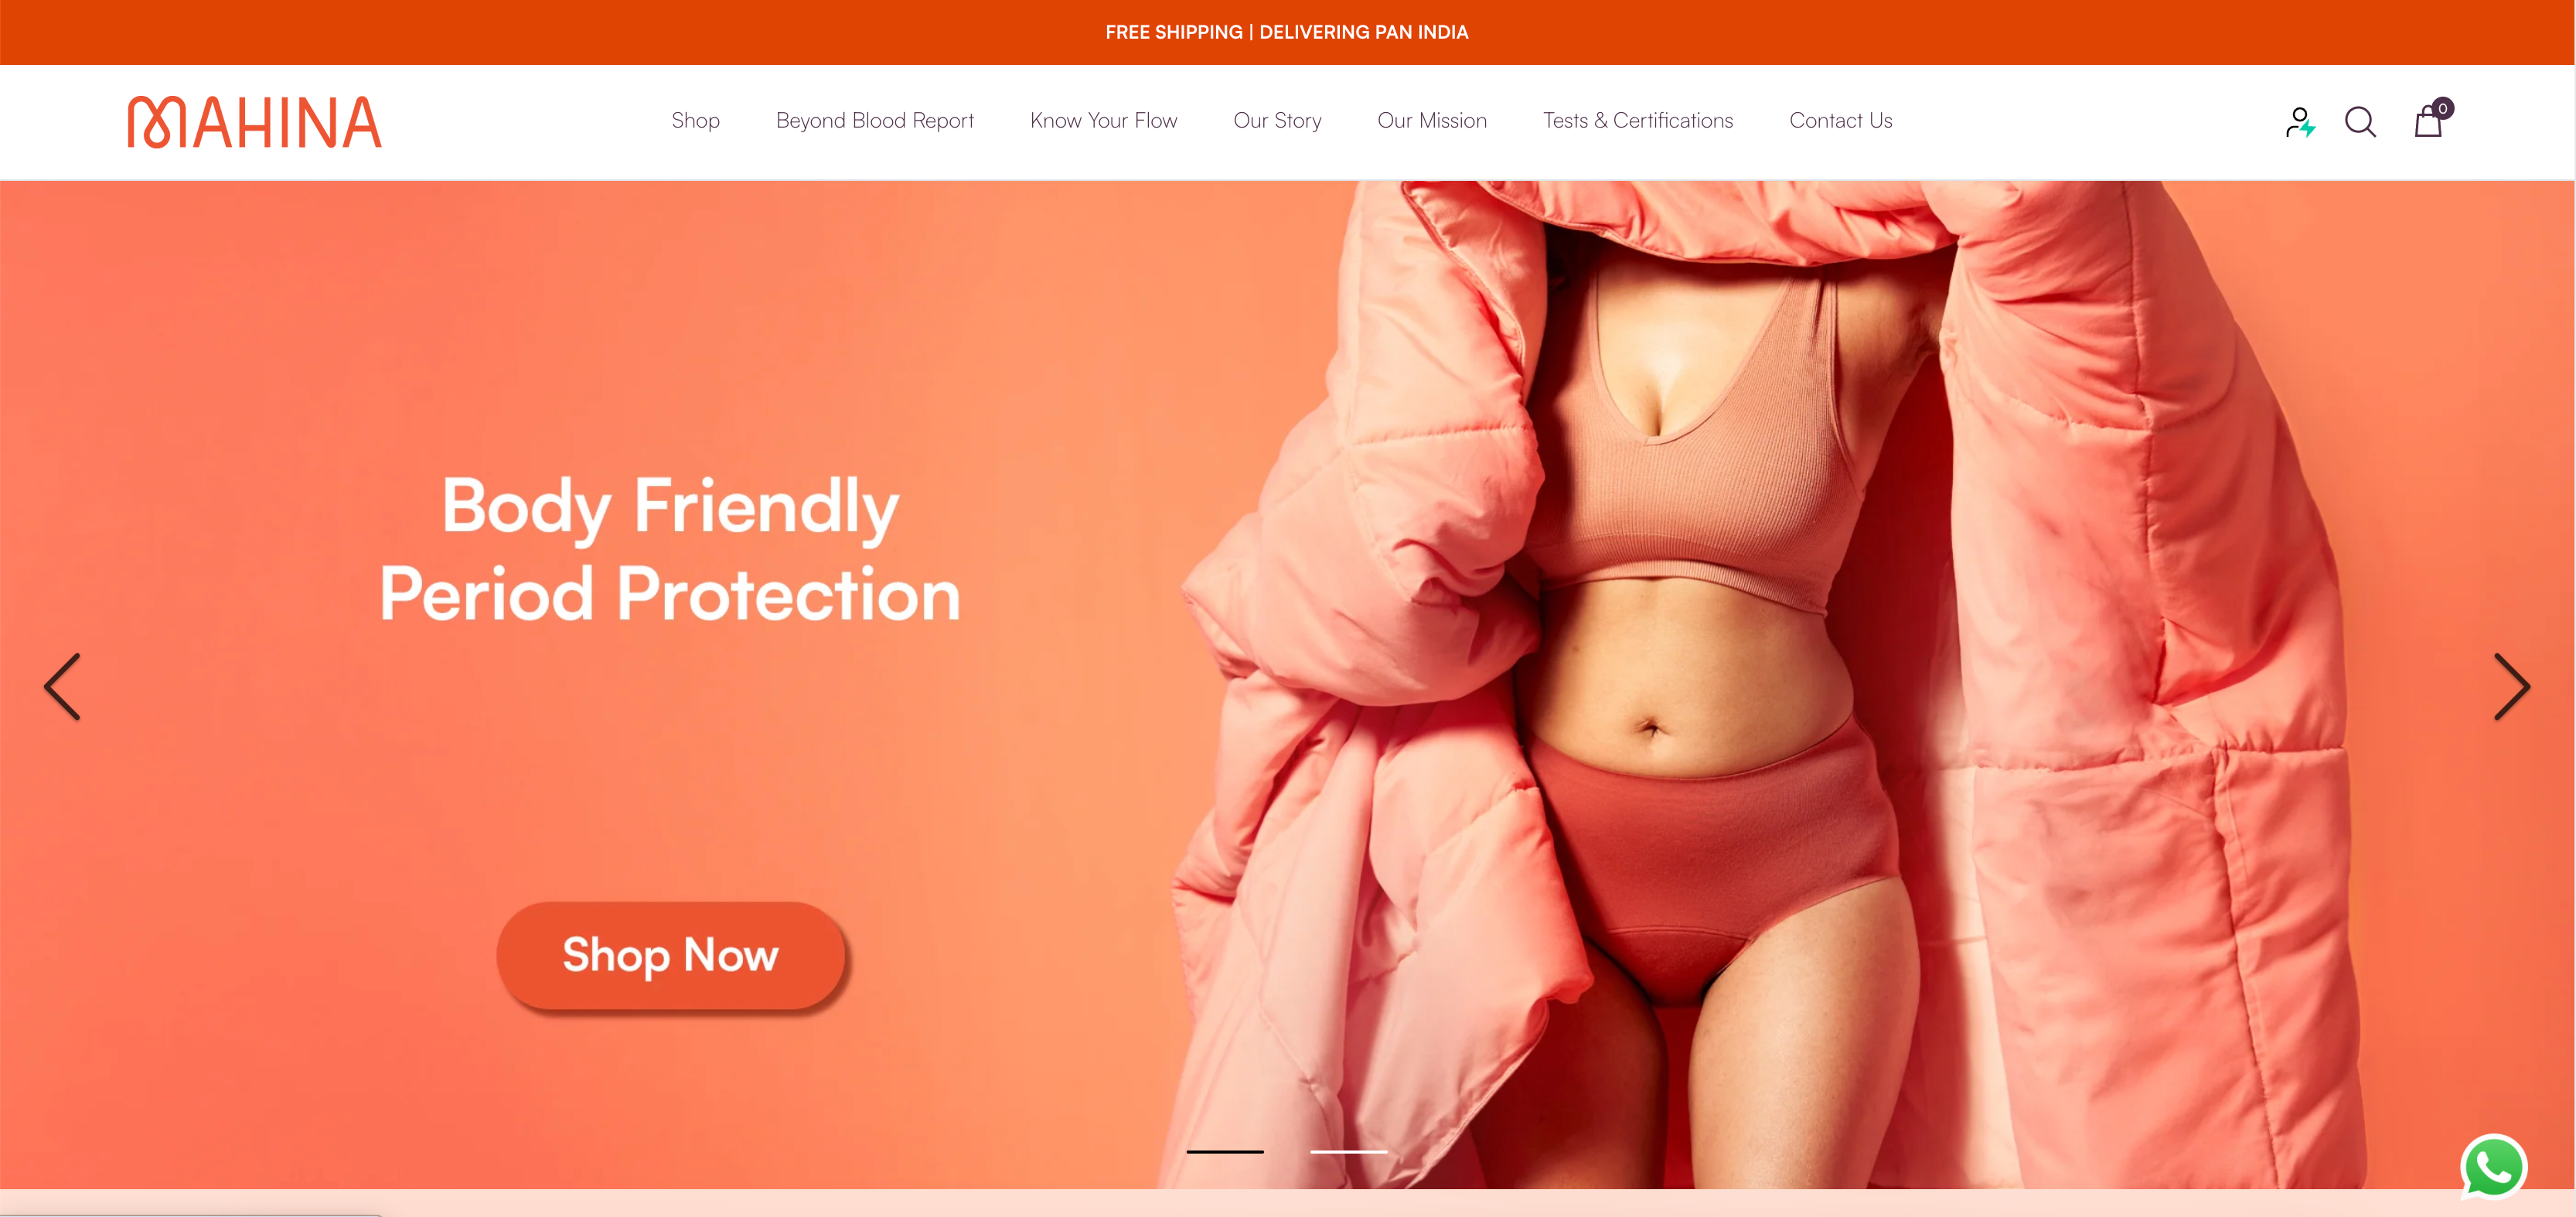 FREE SHIPPING | DELIVERING PAN INDIA
MAHINA
Shop
Beyond Blood Report
Know Your Flow
Our Story
Our Mission
Tests & Certifications
Contact Us
0
Body Friendly
Period Protection
Shop Now